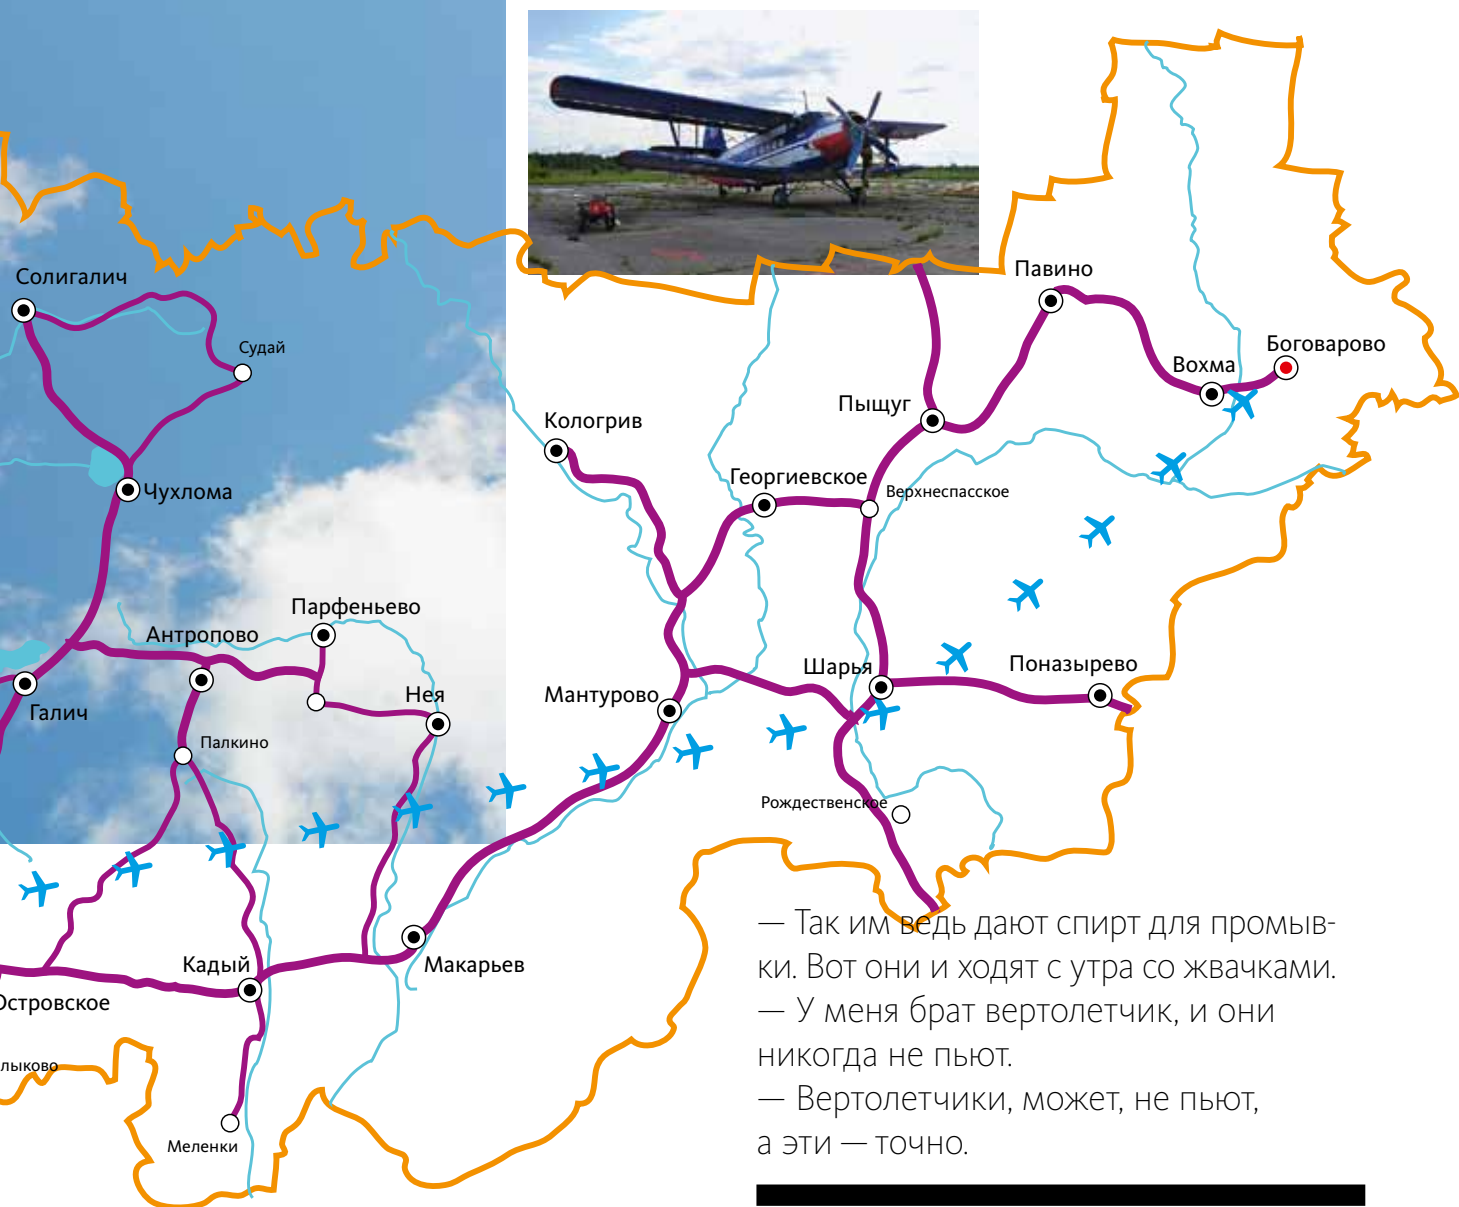 Павино
Солигалич
Боговарово
Судай
Вохма
Пыщуг
Кологрив
Георгиевское
Верхнеспасское
Чухлома
Парфеньево
Антропово
Шарья
Поназырево
Нея
Мантурово
Галич
Палкино
Рождественское
— Так им ведь дают спирт для промыв-
ки. Вот они и ходят с утра со жвачками.
— У меня брат вертолетчик, и они
никогда не пьют.
— Вертолетчики, может, не пьют,
а эти — точно.
Кадый
Макарьев
Островское
лыково
Меленки